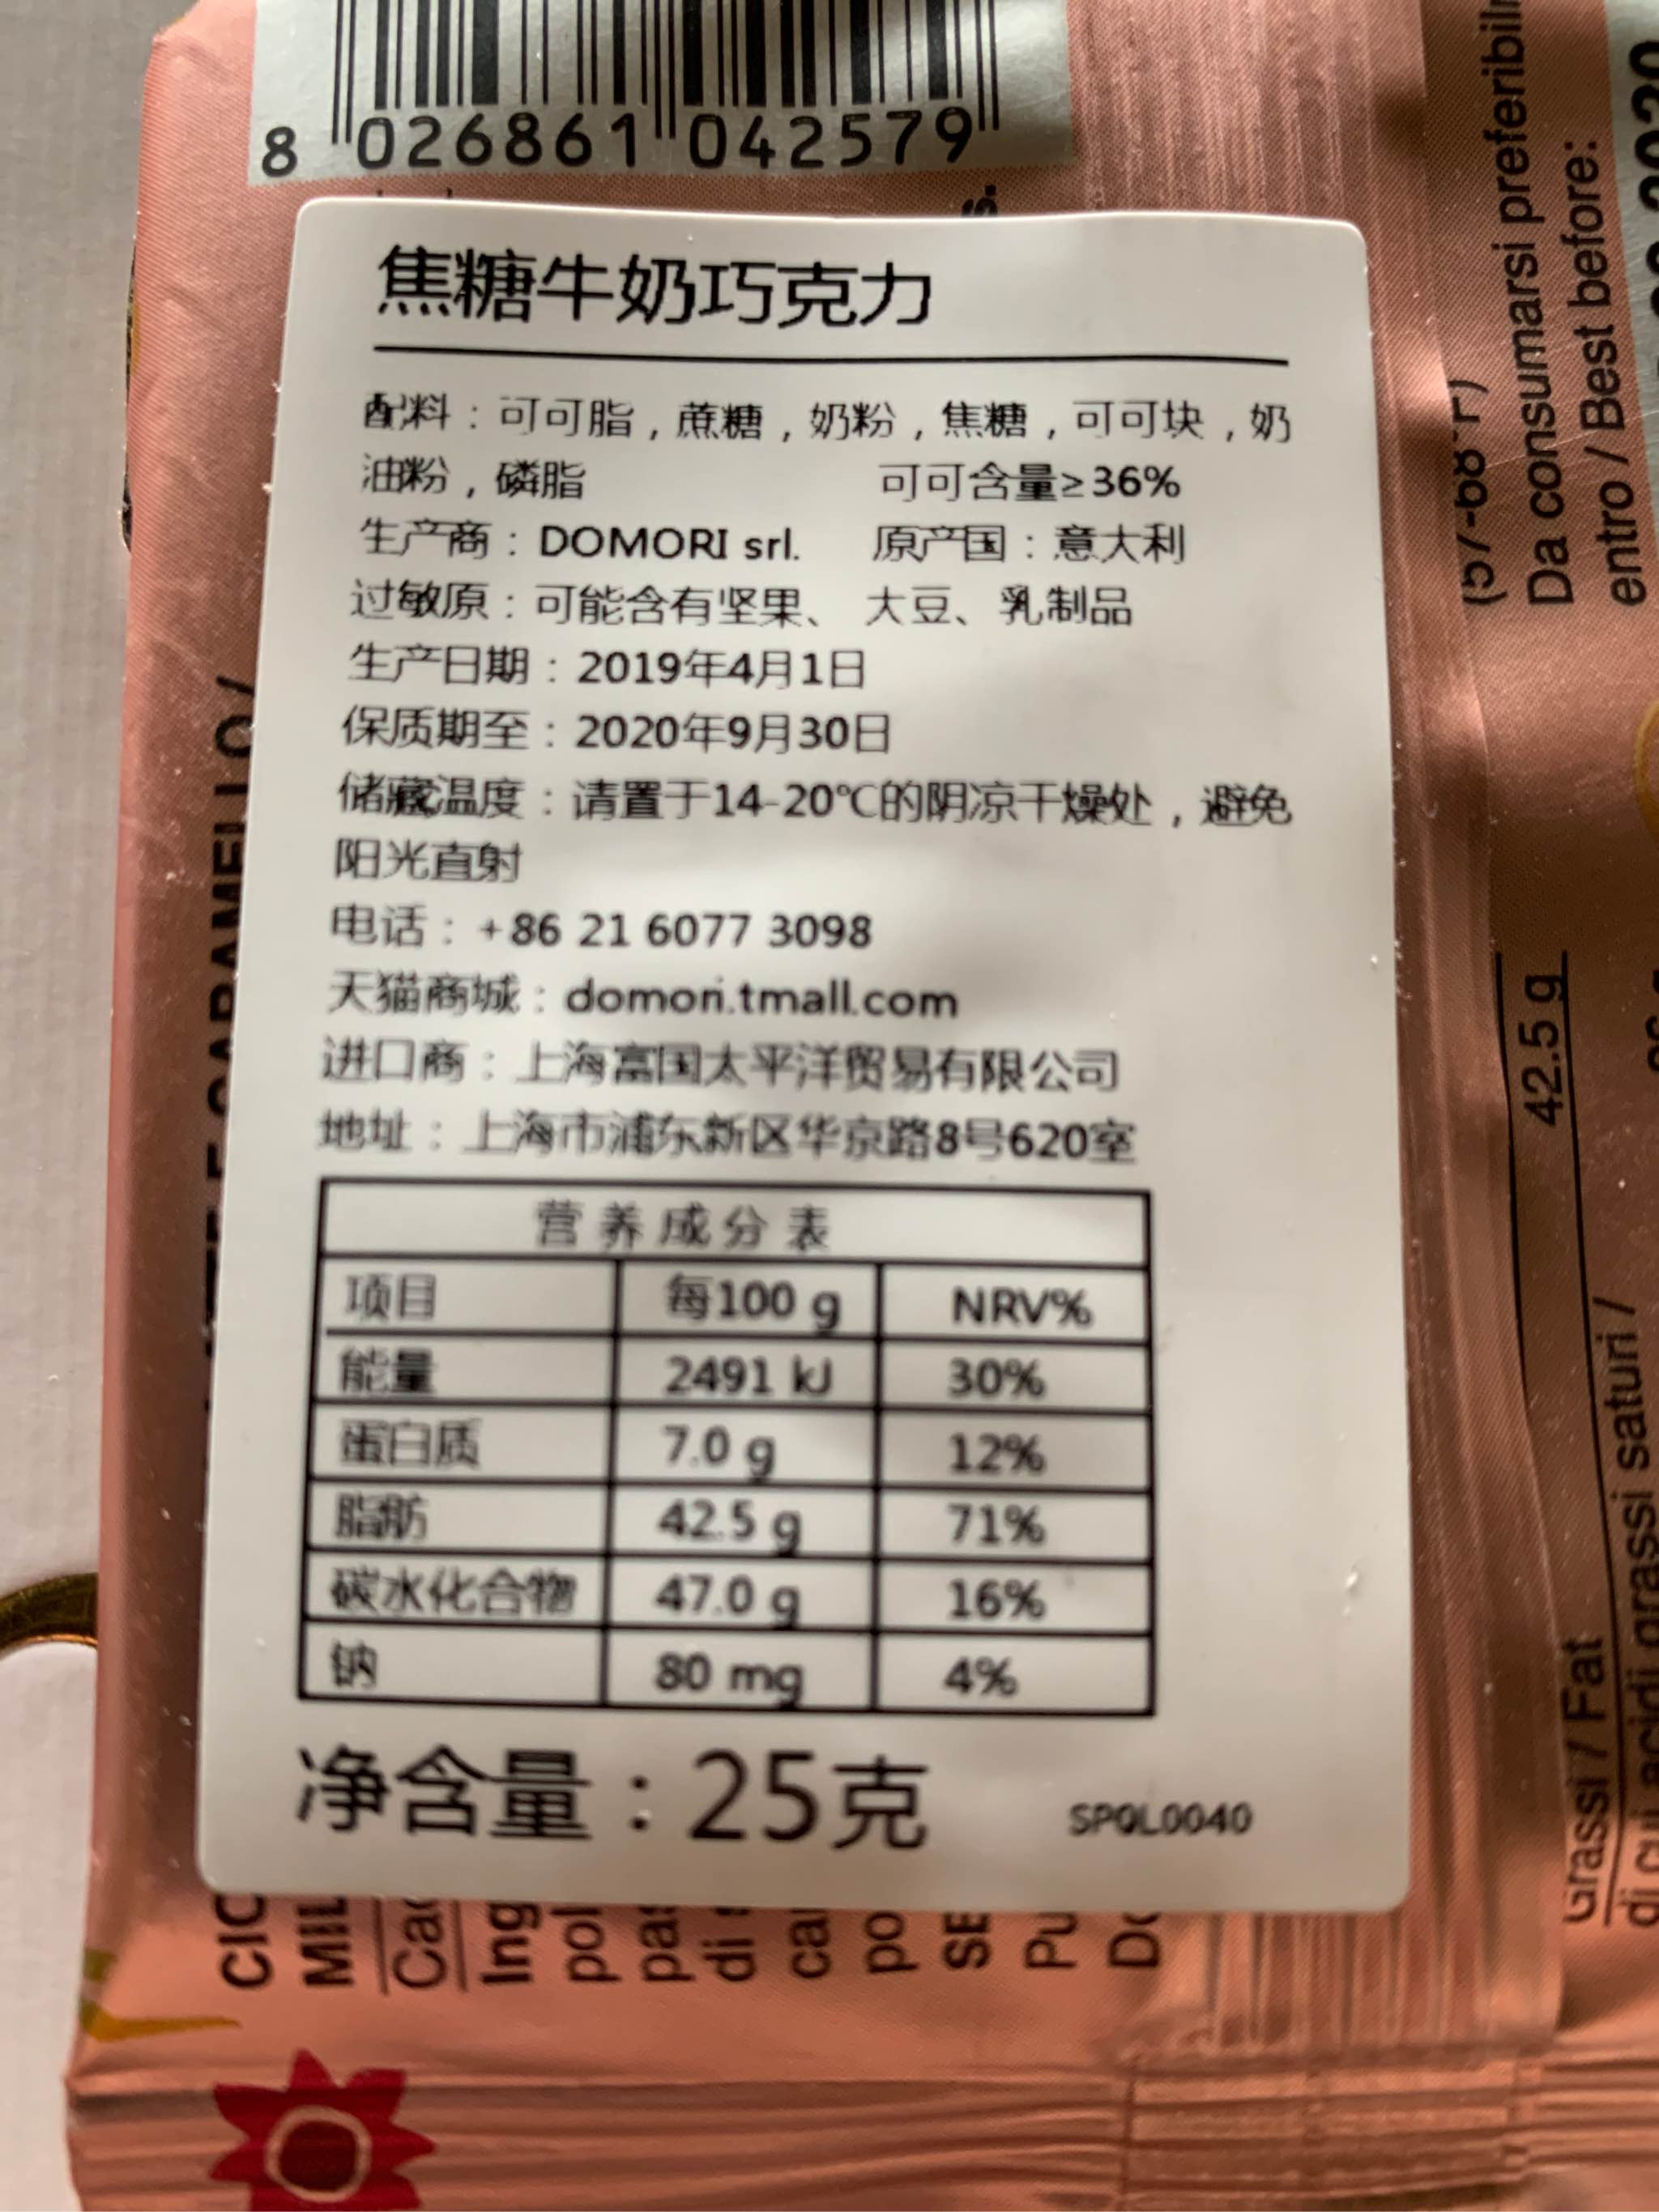 8 026861 042579
焦糖牛奶巧克力
配料：可可脂，蔗糖，奶粉，焦糖，可可块，奶
油粉，磷脂 可可含量≥36%
生产商：DOMORI srl. 原产国：意大利
过敏原：可能含有坚果、大豆、乳制品
生产日期：2019年4月1日
保质期至：2020年9月30日
储藏温度：请置于14-20℃的阴凉干燥处，避免
阳光直射
电话：+86 21 6077 3098
天猫商城：domori.tmall.com
进口商：上海富国太平洋贸易有限公司
地址：上海市浦东新区华京路8号620室
营养成分表
项目 每100 g NRV%
能量 2491 kJ 30%
蛋白质 7.0 g 12%
脂肪 42.5 g 71%
碳水化合物 47.0 g 16%
钠 80 mg 4%
净含量：25克 SPQL0040
Da consumarsi
entro / Best before:
42.5 g
Grassi / Fat
di cui acidi grassi saturi /